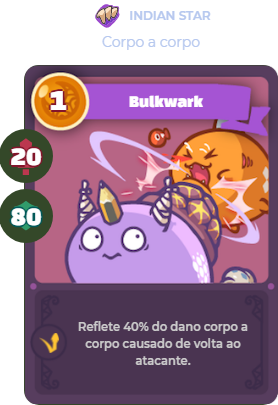 INDIAN STAR
Corpo a corpo
1
Bulkwark
20
80
Reflete 40% do dano corpo a
corpo causado de volta ao
atacante.